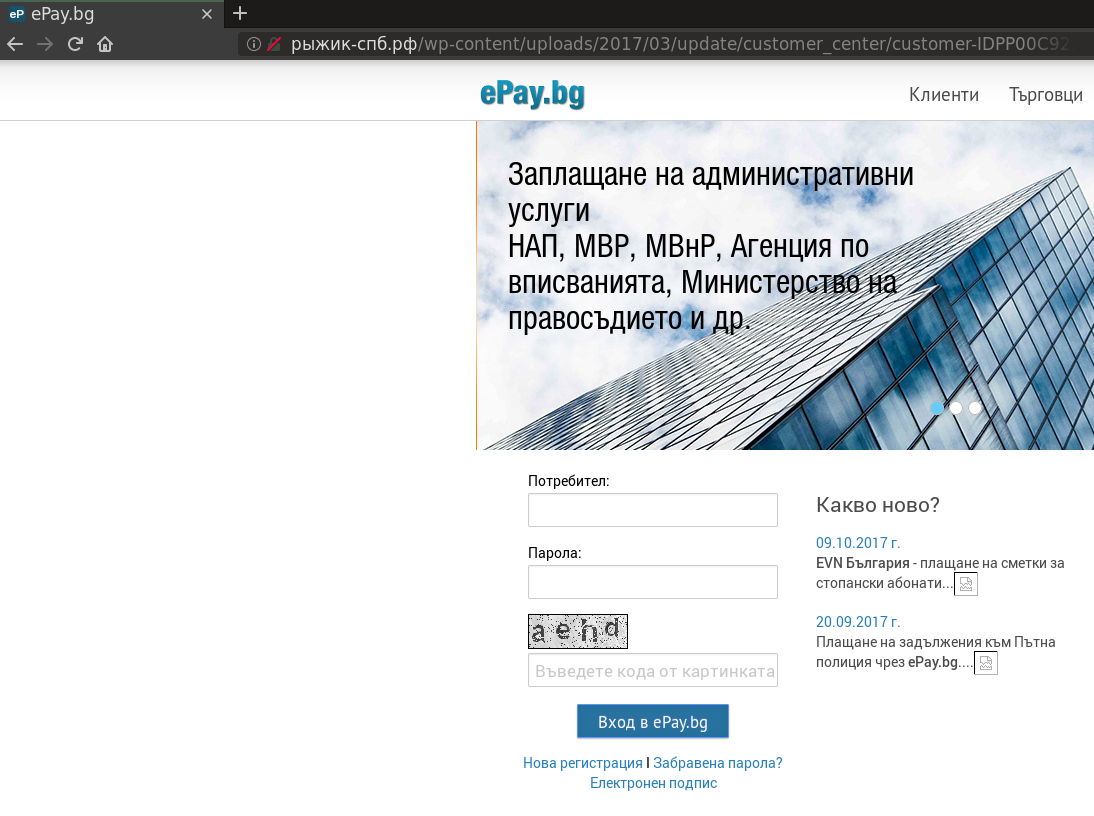 eP ePay.bg
рыжик-спб.рф/wp-content/uploads/2017/03/update/customer_center/customer-IDPP00C92
ePay.bg
Клиенти Търговци
Заплащане на административни
услуги
НАП, МВР, МВнР, Агенция по
вписванията, Министерство на
правосъдието и др.
Потребител:
Парола:
aehd
Въведете кода от картинката
Вход в ePay.bg
Нова регистрация | Забравена парола?
Електронен подпис
Какво ново?
09.10.2017 г.
EVN България - плащане на сметки за
стопански абонати...
20.09.2017 г.
Плащане на задължения към Пътна
полиция чрез ePay.bg....